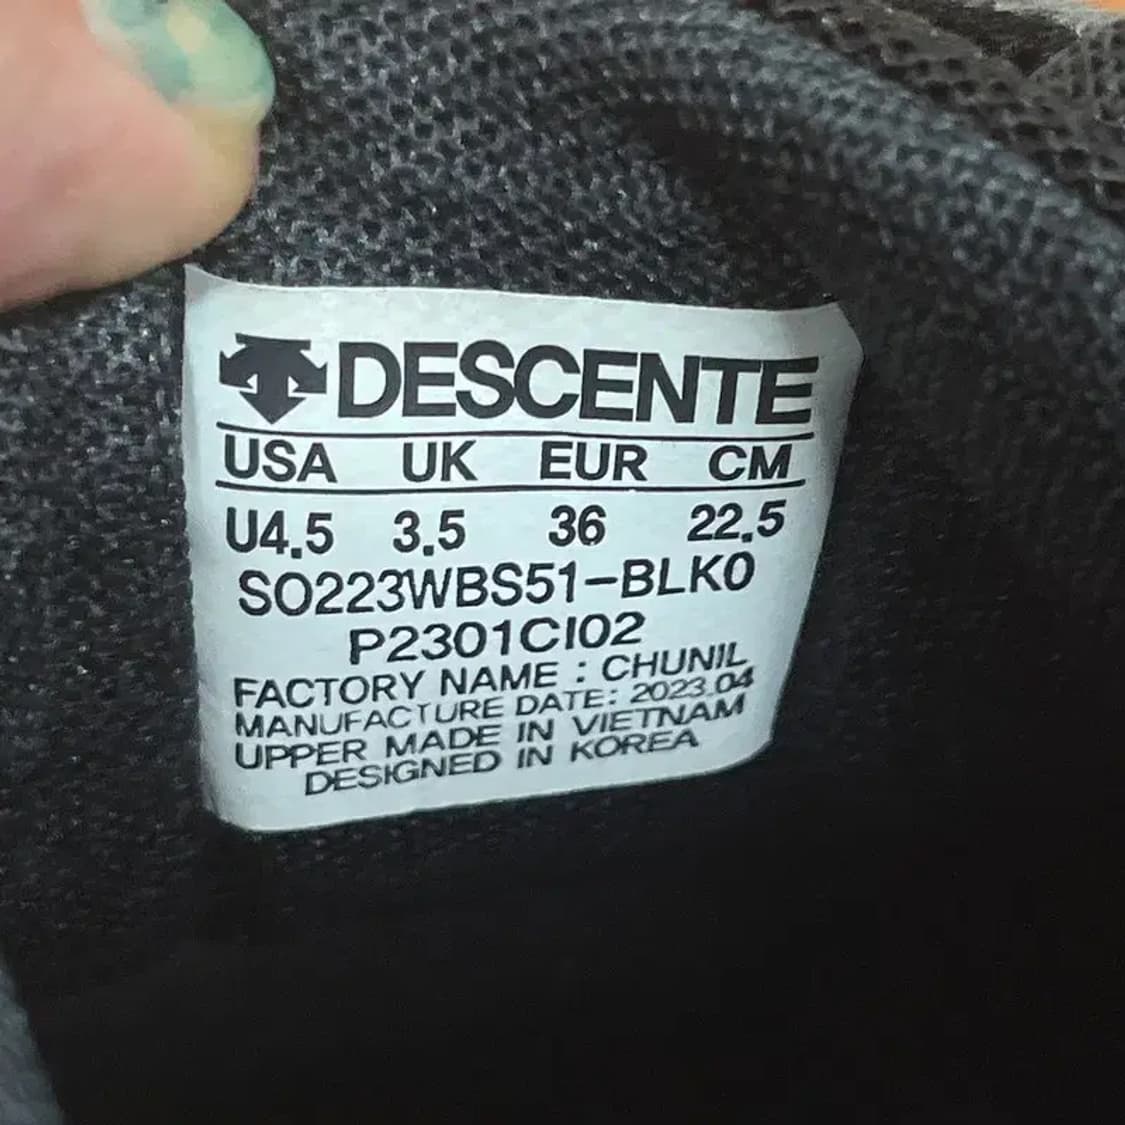 DESCENTE
USA UK EUR CM
U4.5 3.5 36 22.5
SO223WBS51-BLK0
P2301CI02
FACTORY NAME : CHUNIL
MANUFACTURE DATE: 2023.04
UPPER MADE IN VIETNAM
DESIGNED IN KOREA